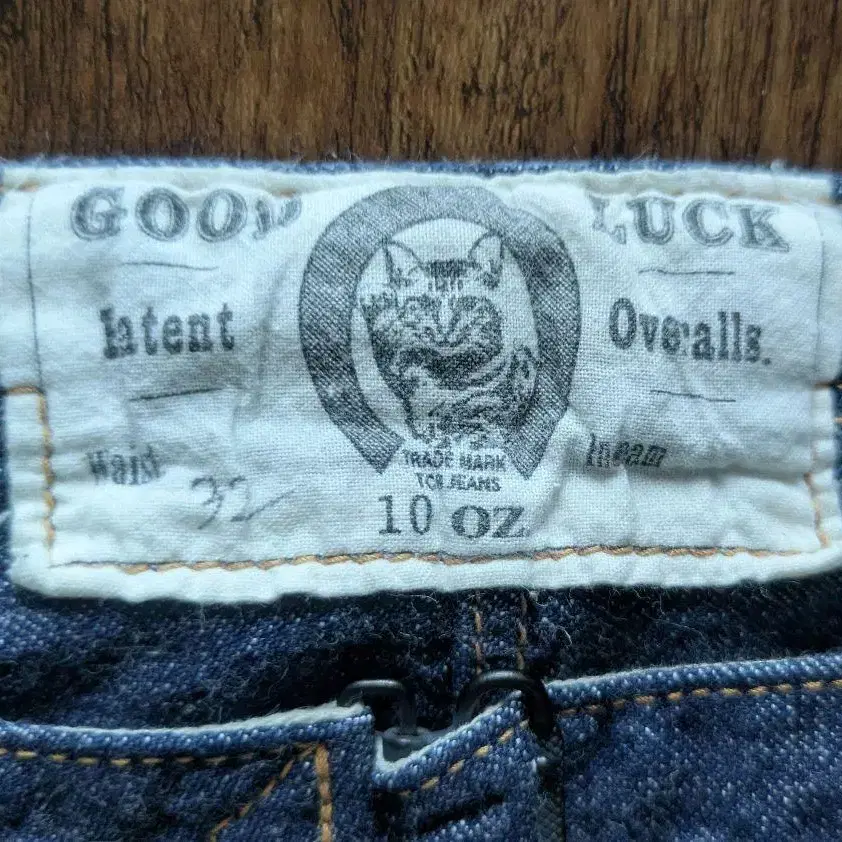 GOOD LUCK
Patent Overalls.
Waist 32 Inseam
TRADE MARK
TCB JEANS
10 OZ